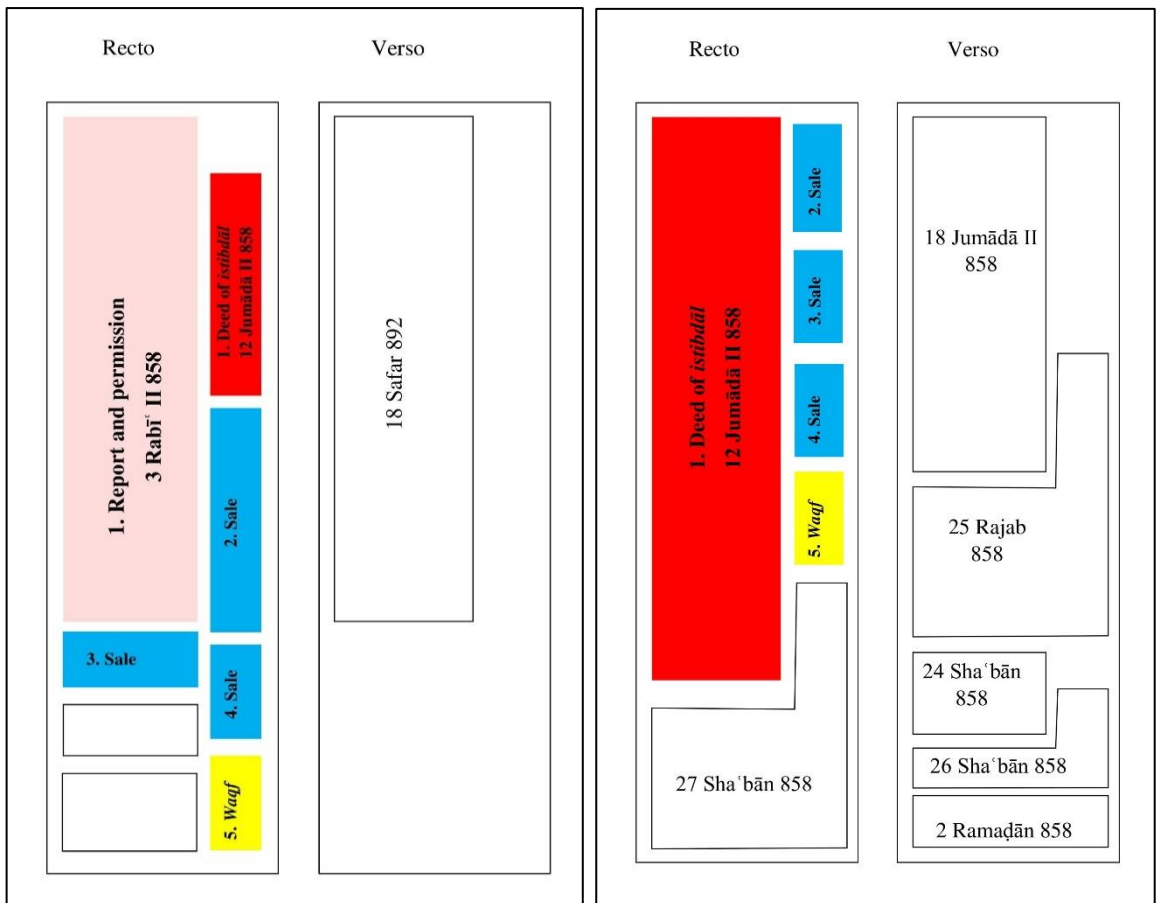 Recto
Verso
1. Report and permission
3 Rabīʿ II 858
1. Deed of istibdāl
12 Jumādā II 858
2. Sale
3. Sale
4. Sale
5. Waqf
18 Safar 892
Recto
Verso
1. Deed of istibdāl
12 Jumādā II 858
2. Sale
3. Sale
4. Sale
5. Waqf
27 Shaʿbān 858
18 Jumādā II
858
25 Rajab
858
24 Shaʿbān
858
26 Shaʿbān 858
2 Ramaḍān 858